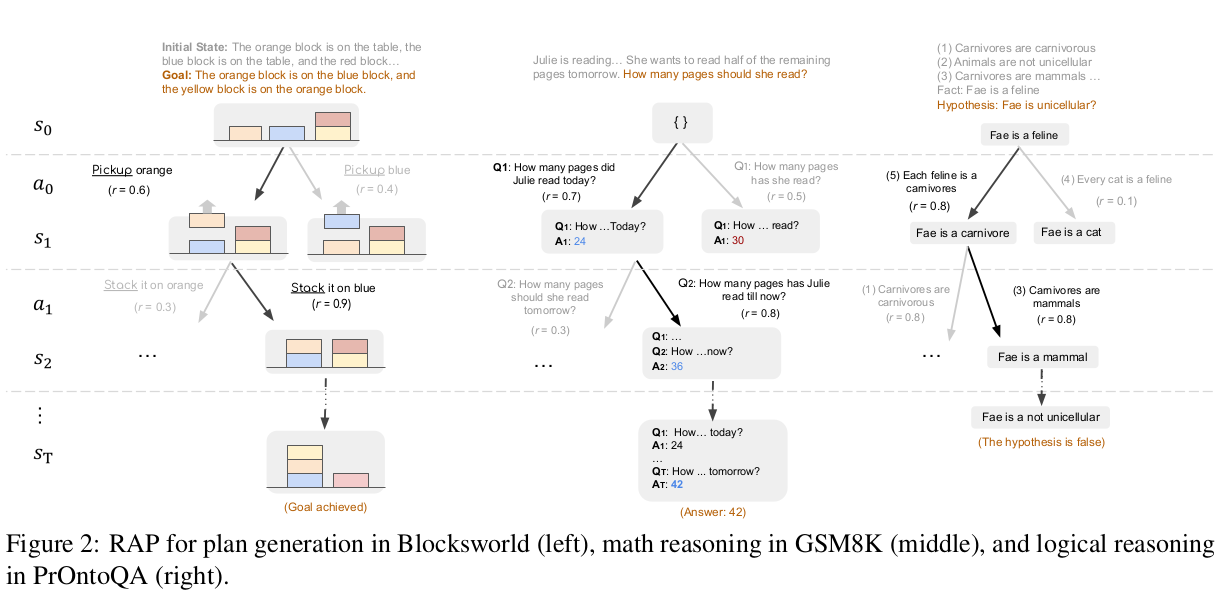 Initial State: The orange block is on the table, the
blue block is on the table, and the red block…
Goal: The orange block is on the blue block, and
the yellow block is on the orange block.
Julie is reading… She wants to read half of the remaining
pages tomorrow. How many pages should she read?
(1) Carnivores are carnivorous
(2) Animals are not unicellular
(3) Carnivores are mammals …
Fact: Fae is a feline
Hypothesis: Fae is unicellular?
s0
{ }
Fae is a feline
a0
Pickup orange
(r = 0.6)
Pickup blue
(r = 0.4)
Q1: How many pages did
Julie read today?
(r = 0.7)
Q1: How many pages
has she read?
(r = 0.5)
(5) Each feline is a
carnivores
(r = 0.8)
(4) Every cat is a feline
(r = 0.1)
s1
Q1: How …Today?
A1: 24
Q1: How … read?
A1: 30
Fae is a carnivore
Fae is a cat
a1
Stack it on orange
(r = 0.3)
Stack it on blue
(r = 0.9)
Q2: How many pages
should she read
tomorrow?
(r = 0.3)
Q2: How many pages has Julie
read till now?
(r = 0.8)
(1) Carnivores are
carnivorous
(r = 0.8)
(3) Carnivores are
mammals
(r = 0.8)
s2
…
…
Q1: …
Q2: How …now?
A2: 36
…
Fae is a mammal
⋮
sT
Q1: How… today?
A1: 24
…
QT: How ... tomorrow?
AT: 42
Fae is a not unicellular
(The hypothesis is false)
(Goal achieved)
(Answer: 42)
Figure 2: RAP for plan generation in Blocksworld (left), math reasoning in GSM8K (middle), and logical reasoning
in PrOntoQA (right).